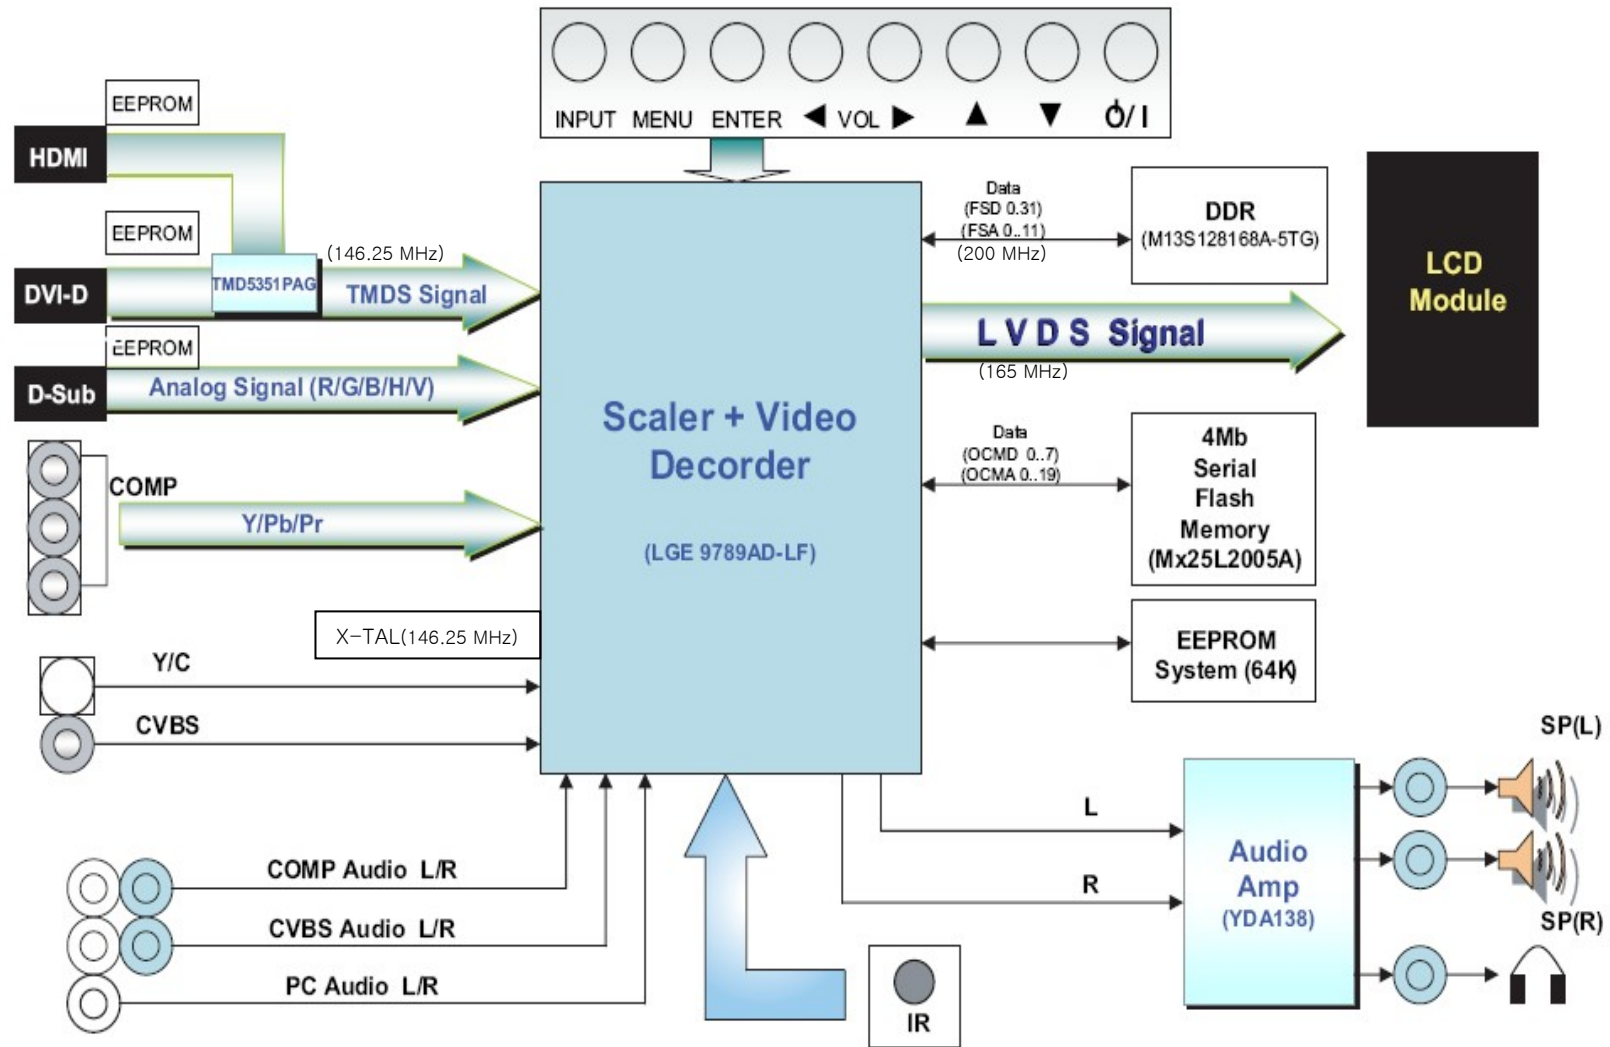 INPUT MENU ENTER ◀ VOL ▶ ▲ ▼ ⏻/ I
EEPROM
HDMI
EEPROM
DVI-D
TMD5351PAG
(146.25 MHz)
TMDS Signal
EEPROM
D-Sub
Analog Signal (R/G/B/H/V)
COMP
Y/Pb/Pr
X-TAL(146.25 MHz)
Y/C
CVBS
Scaler + Video
Decorder
(LGE 9789AD-LF)
Data
(FSD 0.31)
(FSA 0..11)
(200 MHz)
DDR
(M13S128168A-5TG)
LCD
Module
L V D S Signal
(165 MHz)
Data
(OCMD 0..7)
(OCMA 0..19)
4Mb
Serial
Flash
Memory
(Mx25L2005A)
EEPROM
System (64K)
SP(L)
L
R
Audio
Amp
(YDA138)
SP(R)
COMP Audio L/R
CVBS Audio L/R
PC Audio L/R
IR